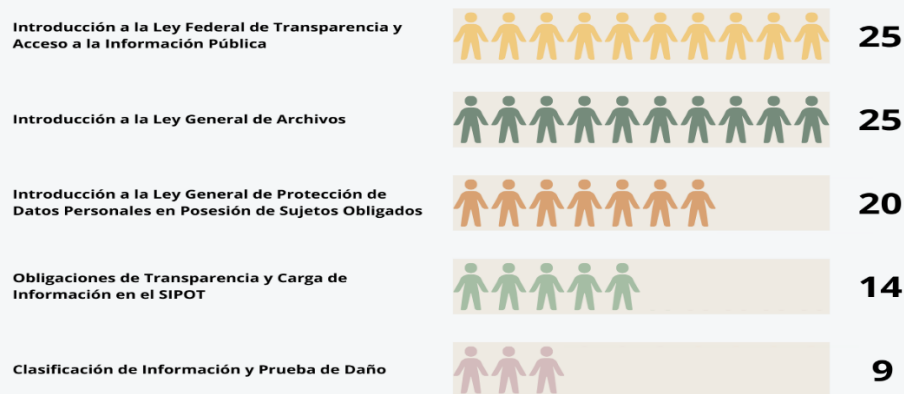 Introducción a la Ley Federal de Transparencia y
Acceso a la Información Pública
25
Introducción a la Ley General de Archivos
25
Introducción a la Ley General de Protección de
Datos Personales en Posesión de Sujetos Obligados
20
Obligaciones de Transparencia y Carga de
Información en el SIPOT
14
Clasificación de Información y Prueba de Daño
9